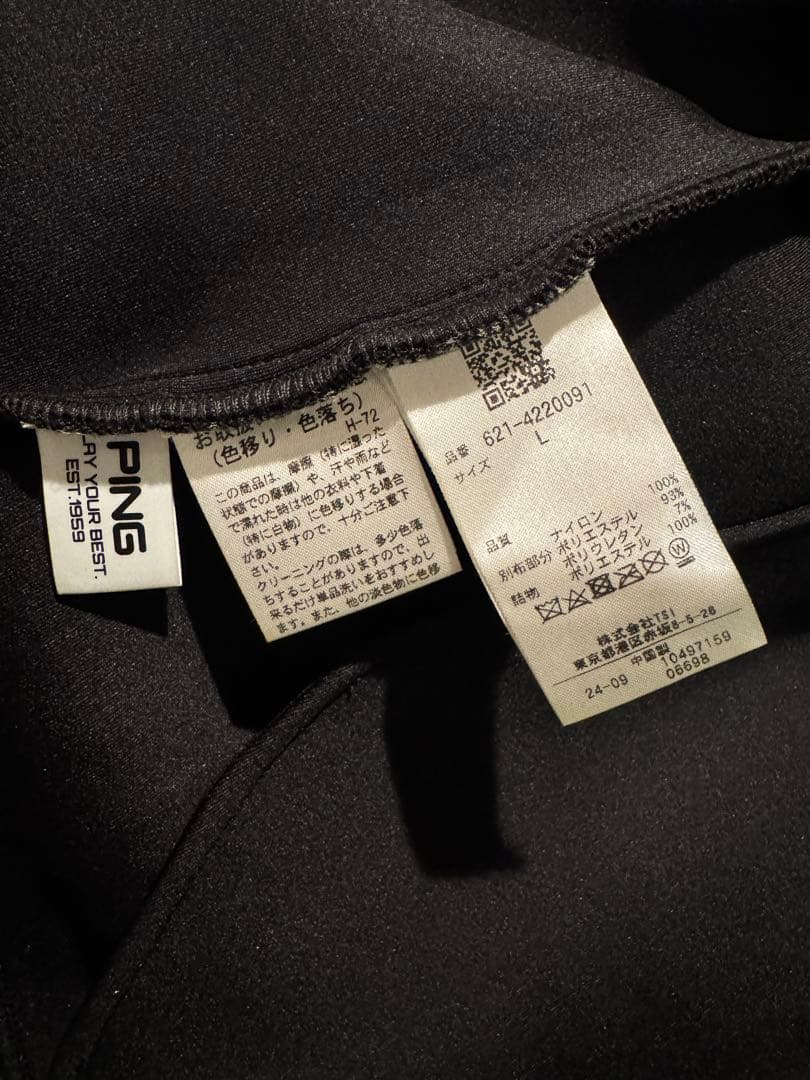 PING
PLAY YOUR BEST.
EST.1959
(色移り・色落ち)
H-72
この商品は、摩擦(特に湿った
状態での摩擦)や、汗や雨など
で濡れた時は他の衣料や下着
(特に白物)に色移りする場合
がありますので、十分ご注意下
さい。
クリーニングの際は、多少色落
ちすることがありますので、出
来るだけ単品洗いをおすすめし
ます。また、他の淡色物に色移
品番 621-4220091
サイズ L
品質 ナイロン 100%
別布部分 ポリエステル 93%
ポリウレタン 7%
詰物 ポリエステル 100%
W
株式会社TSI
東京都港区赤坂8-5-26
中国製
24-09 10497159
06698